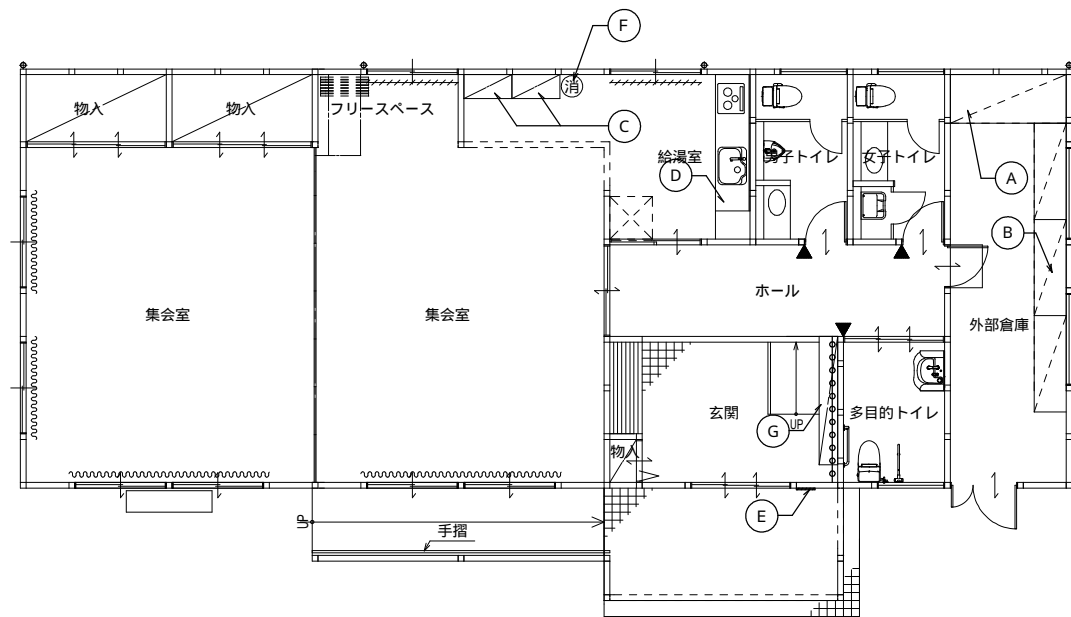 F
消
物入
物入
フリースペース
C
給湯室
男子トイレ
女子トイレ
D
A
B
ホール
集会室
集会室
外部倉庫
玄関
多目的トイレ
G
UP
物入
E
UP
手摺